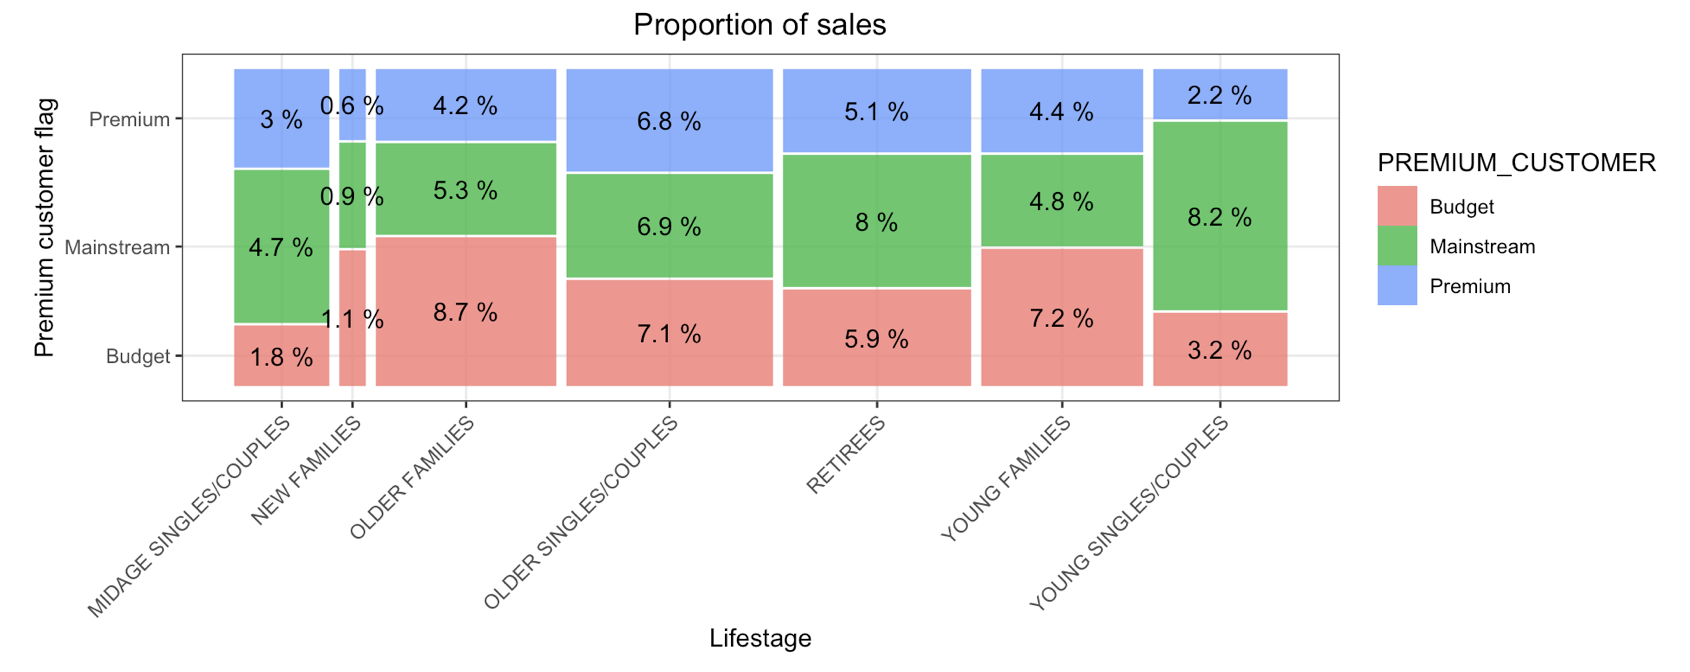 Proportion of sales
Premium customer flag
Premium
Mainstream
Budget
3 %
4.7 %
1.8 %
0.6 %
0.9 %
1.1 %
4.2 %
5.3 %
8.7 %
6.8 %
6.9 %
7.1 %
5.1 %
8 %
5.9 %
4.4 %
4.8 %
7.2 %
2.2 %
8.2 %
3.2 %
MIDAGE SINGLES/COUPLES
NEW FAMILIES
OLDER FAMILIES
OLDER SINGLES/COUPLES
RETIREES
YOUNG FAMILIES
YOUNG SINGLES/COUPLES
Lifestage
PREMIUM_CUSTOMER
Budget
Mainstream
Premium